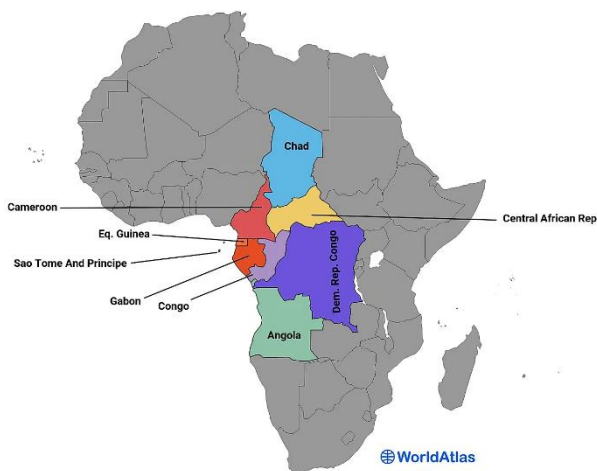 Chad
Cameroon
Central African Rep
Eq. Guinea
Sao Tome And Principe
Dem. Rep. Congo
Gabon
Congo
Angola
WorldAtlas